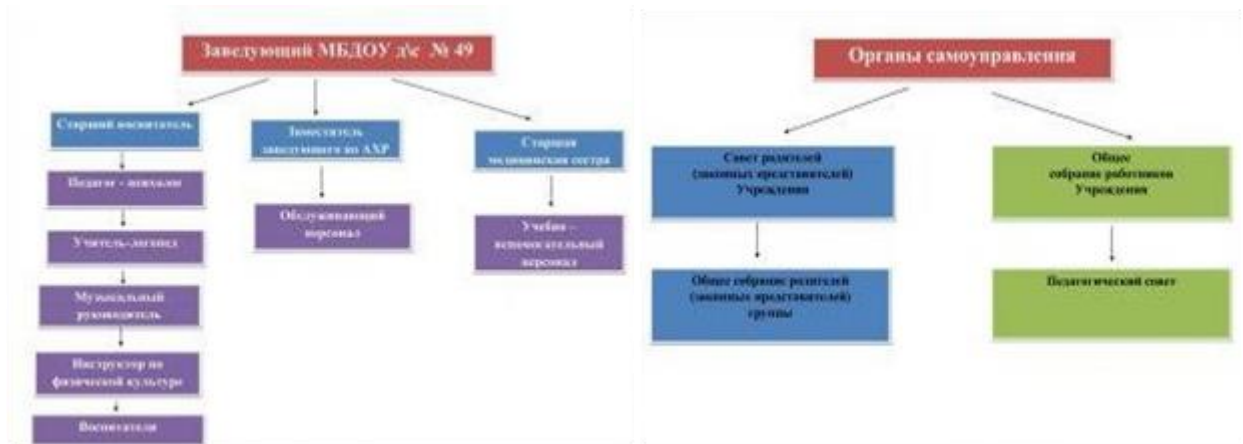 Заведующий МБДОУ д\с № 49
Старший воспитатель
Педагог - психолог
Учитель-логопед
Музыкальный
руководитель
Инструктор по
физической культуре
Воспитатели
Заместитель
заведующего по АХР
Обслуживающий
персонал
Старшая
медицинская сестра
Учебно –
вспомогательный
персонал
Органы самоуправления
Совет родителей
(законных представителей)
Учреждения
Общее собрание родителей
(законных представителей)
группы
Общее
собрание работников
Учреждения
Педагогический совет